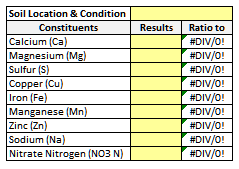 Soil Location & Condition
Constituents Results Ratio to
Calcium (Ca) #DIV/0!
Magnesium (Mg) #DIV/0!
Sulfur (S) #DIV/0!
Copper (Cu) #DIV/0!
Iron (Fe) #DIV/0!
Manganese (Mn) #DIV/0!
Zinc (Zn) #DIV/0!
Sodium (Na) #DIV/0!
Nitrate Nitrogen (NO3 N) #DIV/0!